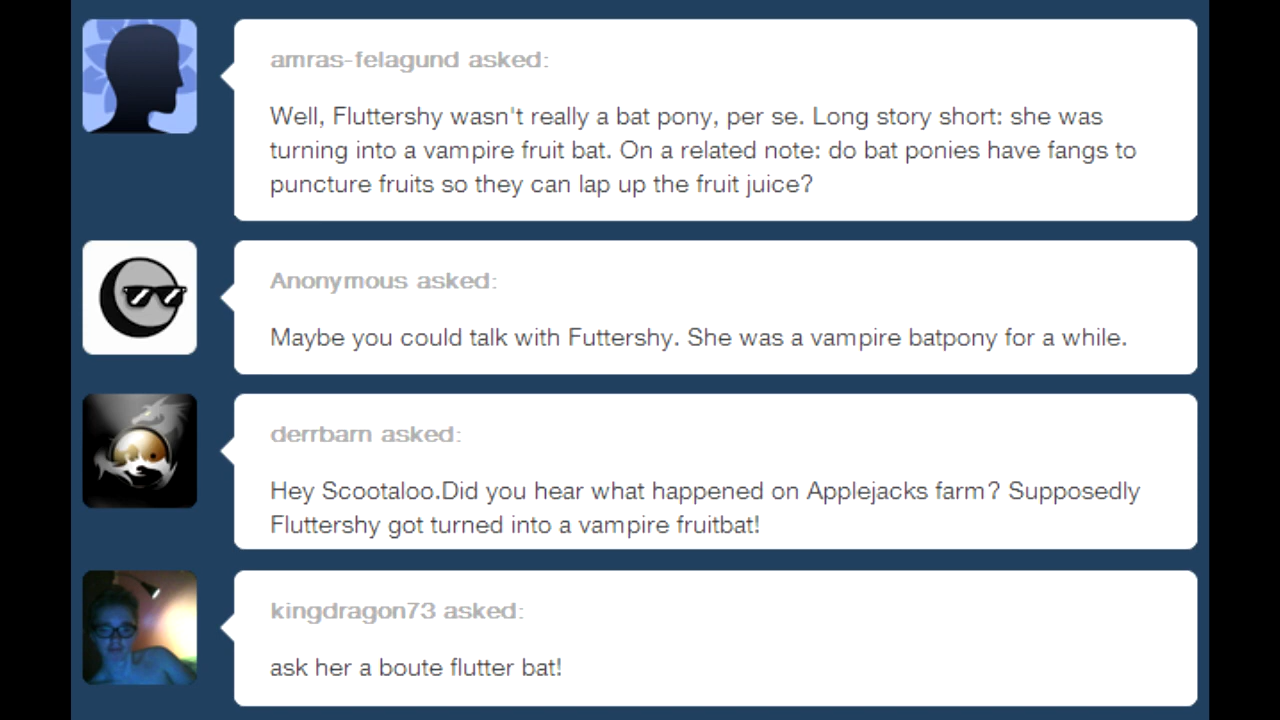 amras-felagund asked:
Well, Fluttershy wasn't really a bat pony, per se. Long story short: she was
turning into a vampire fruit bat. On a related note: do bat ponies have fangs to
puncture fruits so they can lap up the fruit juice?
Anonymous asked:
Maybe you could talk with Futtershy. She was a vampire batpony for a while.
derrbarn asked:
Hey Scootaloo.Did you hear what happened on Applejacks farm? Supposedly
Fluttershy got turned into a vampire fruitbat!
kingdragon73 asked:
ask her a boute flutter bat!